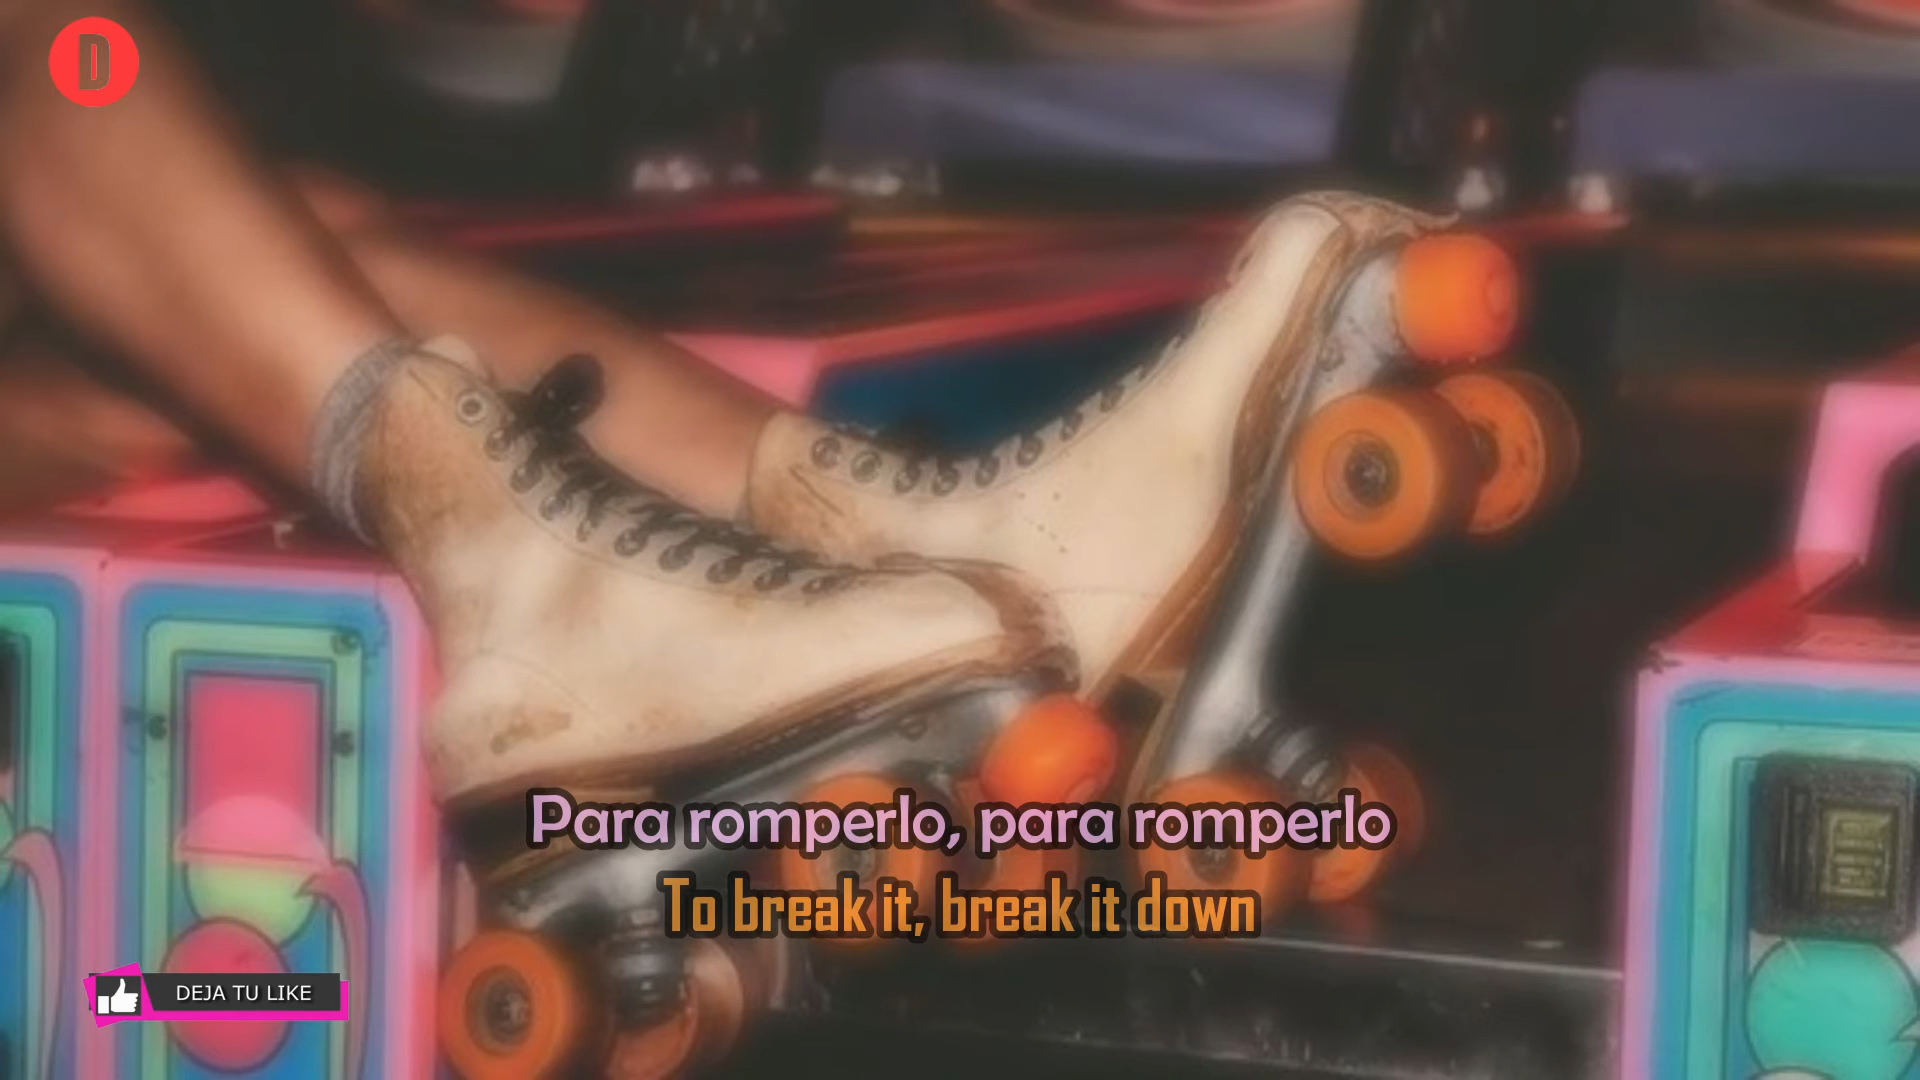 D
Para romperlo, para romperlo
To break it, break it down
DEJA TU LIKE